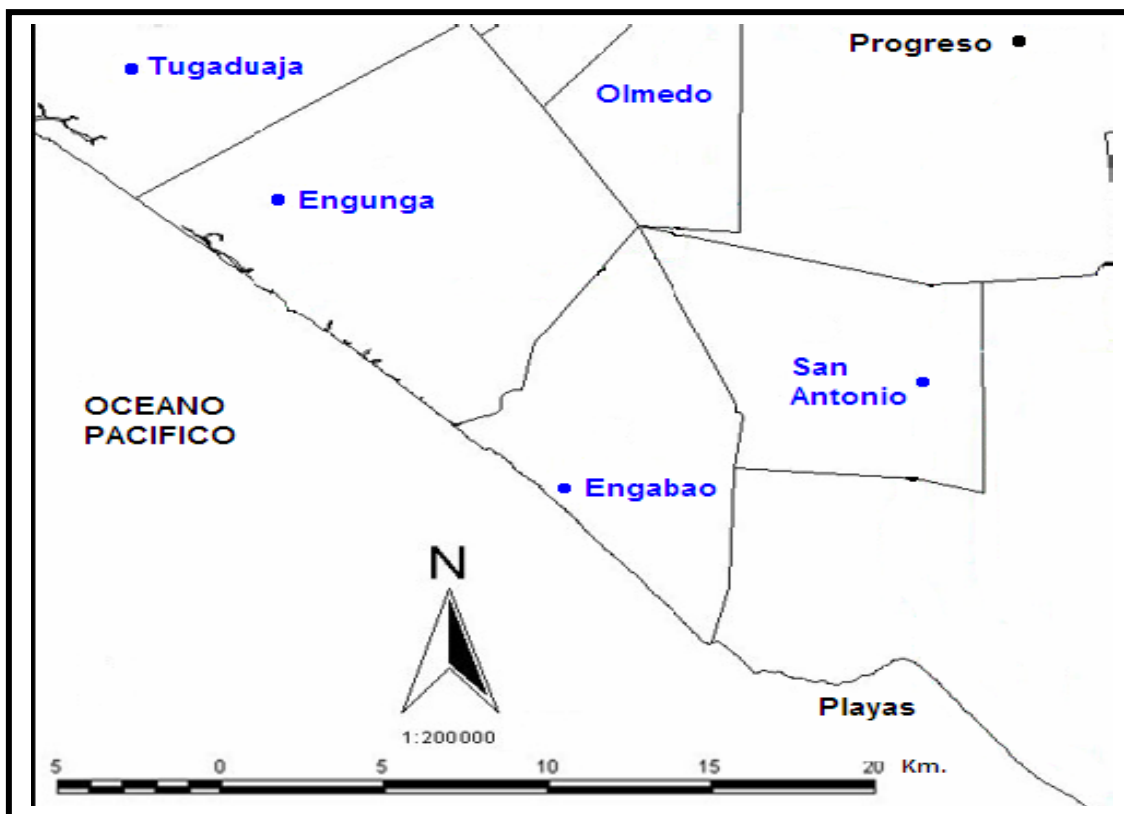 Progreso
Tugaduaja
Olmedo
Engunga
San
Antonio
OCEANO
PACIFICO
Engabao
N
Playas
1:200000
5 0 5 10 15 20 Km.